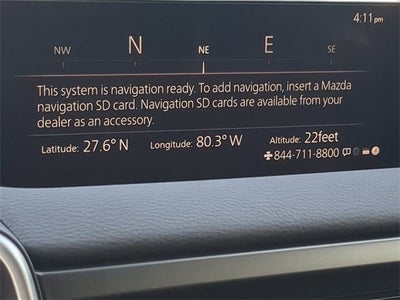 4:11pm
NW N NE E SE
This system is navigation ready. To add navigation, insert a Mazda
navigation SD card. Navigation SD cards are available from your
dealer as an accessory.
Latitude: 27.6° N Longitude: 80.3° W Altitude: 22feet
844-711-8800